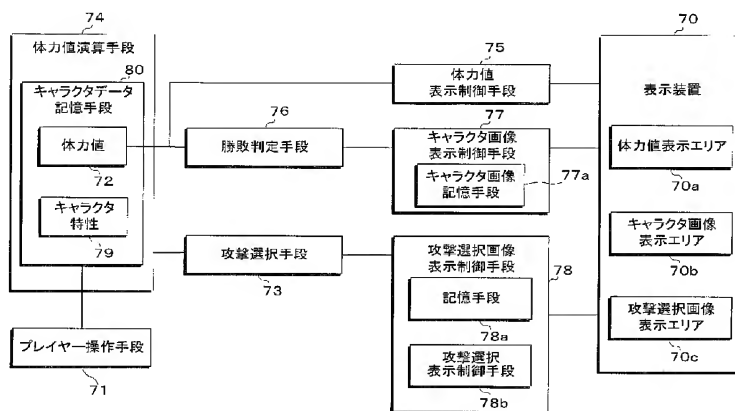 74
体力値演算手段
80
キャラクタデータ
記憶手段
体力値
72
キャラクタ
特性
79
プレイヤー操作手段
71
76
勝敗判定手段
攻撃選択手段
73
75
体力値
表示制御手段
77
キャラクタ画像
表示制御手段
キャラクタ画像
記憶手段
77a
攻撃選択画像
表示制御手段
78
記憶手段
78a
攻撃選択
表示制御手段
78b
70
表示装置
体力値表示エリア
70a
キャラクタ画像
表示エリア
70b
攻撃選択画像
表示エリア
70c